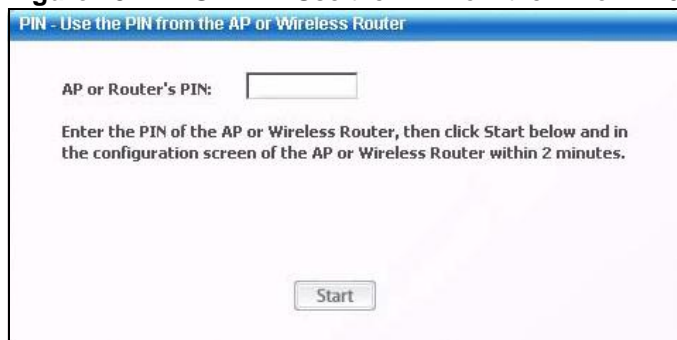 PIN - Use the PIN from the AP or Wireless Router
AP or Router's PIN:
Enter the PIN of the AP or Wireless Router, then click Start below and in
the configuration screen of the AP or Wireless Router within 2 minutes.
Start